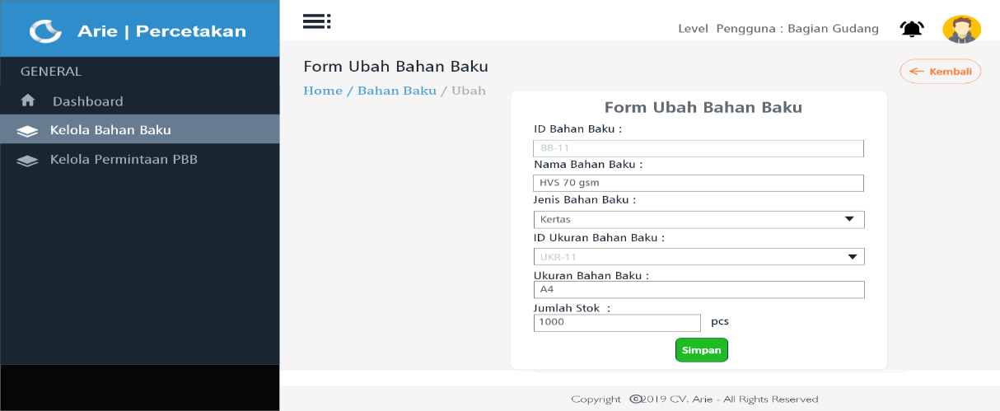 Arie | Percetakan
Level Pengguna : Bagian Gudang
GENERAL
Dashboard
Kelola Bahan Baku
Kelola Permintaan PBB
Form Ubah Bahan Baku
Kembali
Home / Bahan Baku / Ubah
Form Ubah Bahan Baku
ID Bahan Baku :
BB-11
Nama Bahan Baku :
HVS 70 gsm
Jenis Bahan Baku :
Kertas
ID Ukuran Bahan Baku :
UKR-11
Ukuran Bahan Baku :
A4
Jumlah Stok :
1000 pcs
Simpan
Copyright ©2019 CV. Arie - All Rights Reserved